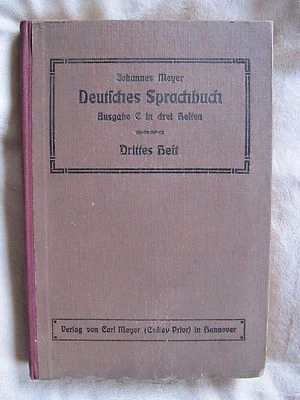 Johannes Meyer
Deutsches Sprachbuch
Ausgabe C in drei Heften
Drittes Heft
Verlag von Carl Meyer (Gustav Prior) in Hannover